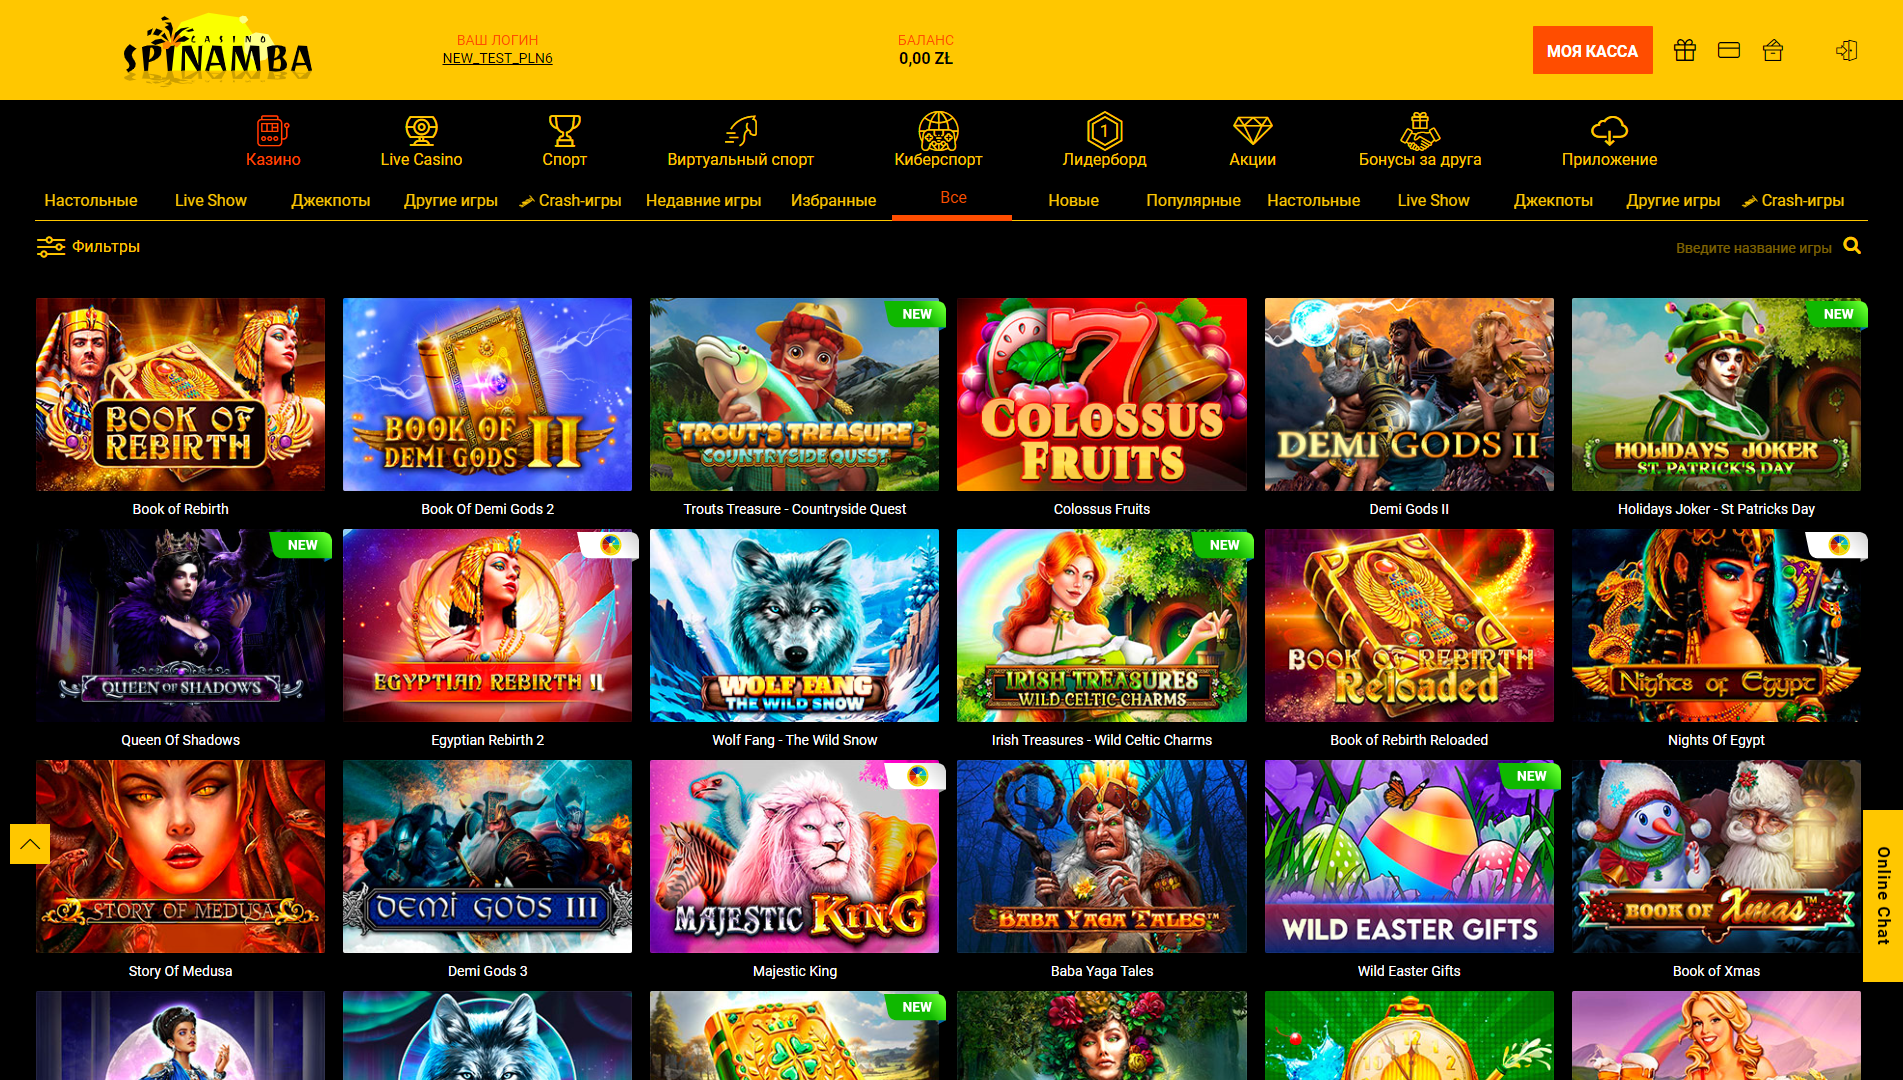 CASINO
SPINAMBA
ВАШ ЛОГИН
NEW_TEST_PLN6
БАЛАНС
0,00 ZŁ
МОЯ КАССА
Казино
Live Casino
Спорт
Виртуальный спорт
Киберспорт
1
Лидерборд
Акции
Бонусы за друга
Приложение
Настольные
Live Show
Джекпоты
Другие игры
Crash-игры
Недавние игры
Избранные
Все
Новые
Популярные
Настольные
Live Show
Джекпоты
Другие игры
Crash-игры
Фильтры
Введите название игры
BOOK OF
REBIRTH
BOOK OF
DEMI GODS II
NEW
TROUT'S TREASURE
COUNTRYSIDE QUEST
7
COLOSSUS
FRUITS
DEMI GODS II
NEW
HOLIDAYS JOKER
ST. PATRICK'S DAY
Book of Rebirth
Book Of Demi Gods 2
Trouts Treasure - Countryside Quest
Colossus Fruits
Demi Gods II
Holidays Joker - St Patricks Day
NEW
QUEEN OF SHADOWS
EGYPTIAN REBIRTH II
WOLF FANG
THE WILD SNOW
NEW
IRISH TREASURES
WILD CELTIC CHARMS
BOOK OF REBIRTH
Reloaded
Nights of Egypt
Queen Of Shadows
Egyptian Rebirth 2
Wolf Fang - The Wild Snow
Irish Treasures - Wild Celtic Charms
Book of Rebirth Reloaded
Nights Of Egypt
STORY OF MEDUSA
DEMI GODS III
MAJESTIC KING
BABA YAGA TALES™
NEW
WILD EASTER GIFTS
BOOK OF Xmas™
Story Of Medusa
Demi Gods 3
Majestic King
Baba Yaga Tales
Wild Easter Gifts
Book of Xmas
Online Chat
NEW
11 12 1